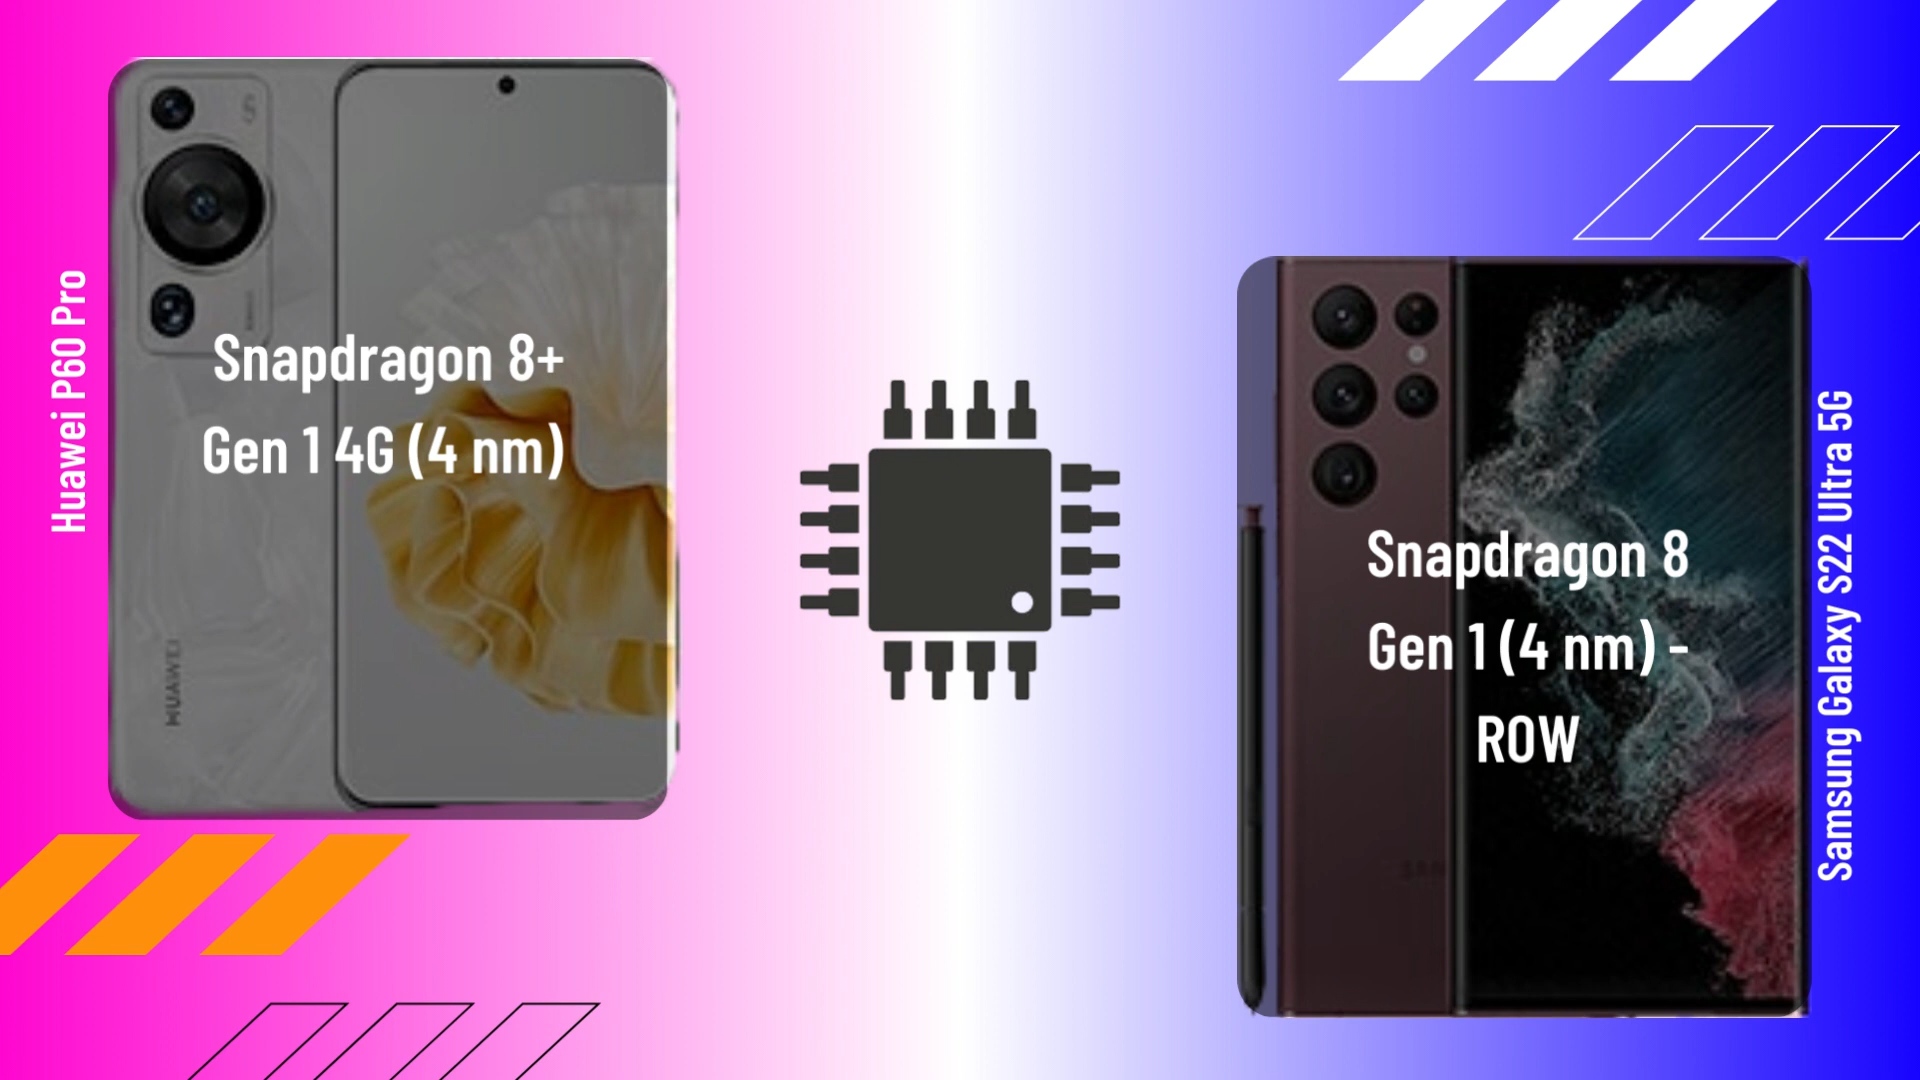 Huawei P60 Pro
Snapdragon 8+
Gen 1 4G (4 nm)
HUAWEI
Snapdragon 8
Gen 1 (4 nm) -
ROW
Samsung Galaxy S22 Ultra 5G